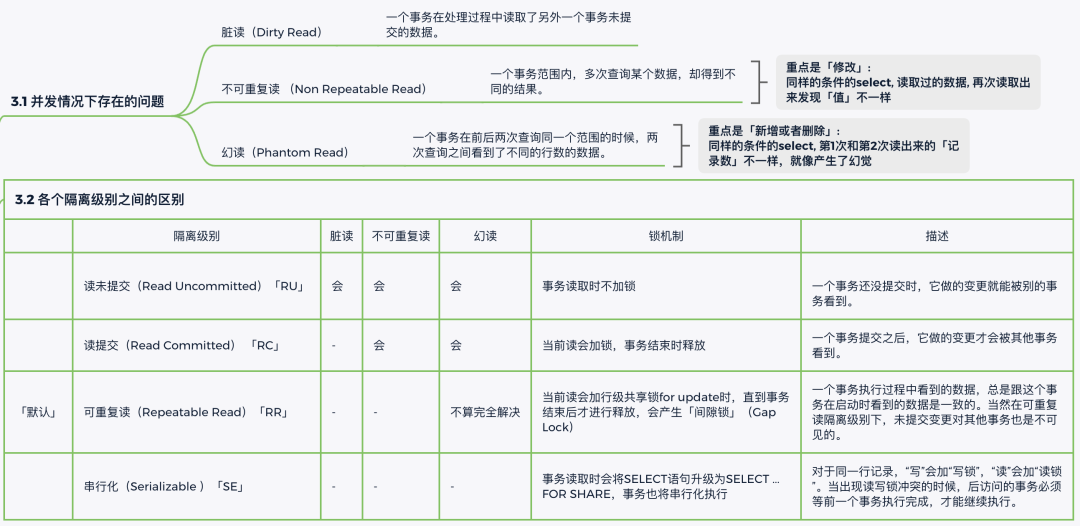 脏读（Dirty Read）
一个事务在处理过程中读取了另外一个事务未提
交的数据。
3.1 并发情况下存在的问题
不可重复读 （Non Repeatable Read）
一个事务范围内，多次查询某个数据，却得到不
同的结果。
重点是「修改」:
同样的条件的select, 读取过的数据, 再次读取出
来发现「值」不一样
幻读（Phantom Read）
一个事务在前后两次查询同一个范围的时候，两
次查询之间看到了不同的行数的数据。
重点是「新增或者删除」:
同样的条件的select, 第1次和第2次读出来的「记
录数」不一样，就像产生了幻觉
3.2 各个隔离级别之间的区别
隔离级别 脏读 不可重复读 幻读 锁机制 描述
读未提交（Read Uncommitted）「RU」 会 会 会 事务读取时不加锁
一个事务还没提交时，它做的变更就能被别的事
务看到。
读提交（Read Committed） 「RC」 - 会 会 当前读会加锁，事务结束时释放
一个事务提交之后，它做的变更才会被其他事务
看到。
「默认」 可重复读（Repeatable Read）「RR」 - - 不算完全解决
当前读会加行级共享锁for update时，直到事务
结束后才进行释放，会产生「间隙锁」（Gap
Lock）
一个事务执行过程中看到的数据，总是跟这个事
务在启动时看到的数据是一致的。当然在可重复
读隔离级别下，未提交变更对其他事务也是不可
见的。
串行化（Serializable ）「SE」 - - -
事务读取时会将SELECT语句升级为SELECT ...
FOR SHARE，事务也将串行化执行
对于同一行记录，“写”会加“写锁”，“读”会加“读锁
”。当出现读写锁冲突的时候，后访问的事务必须
等前一个事务执行完成，才能继续执行。